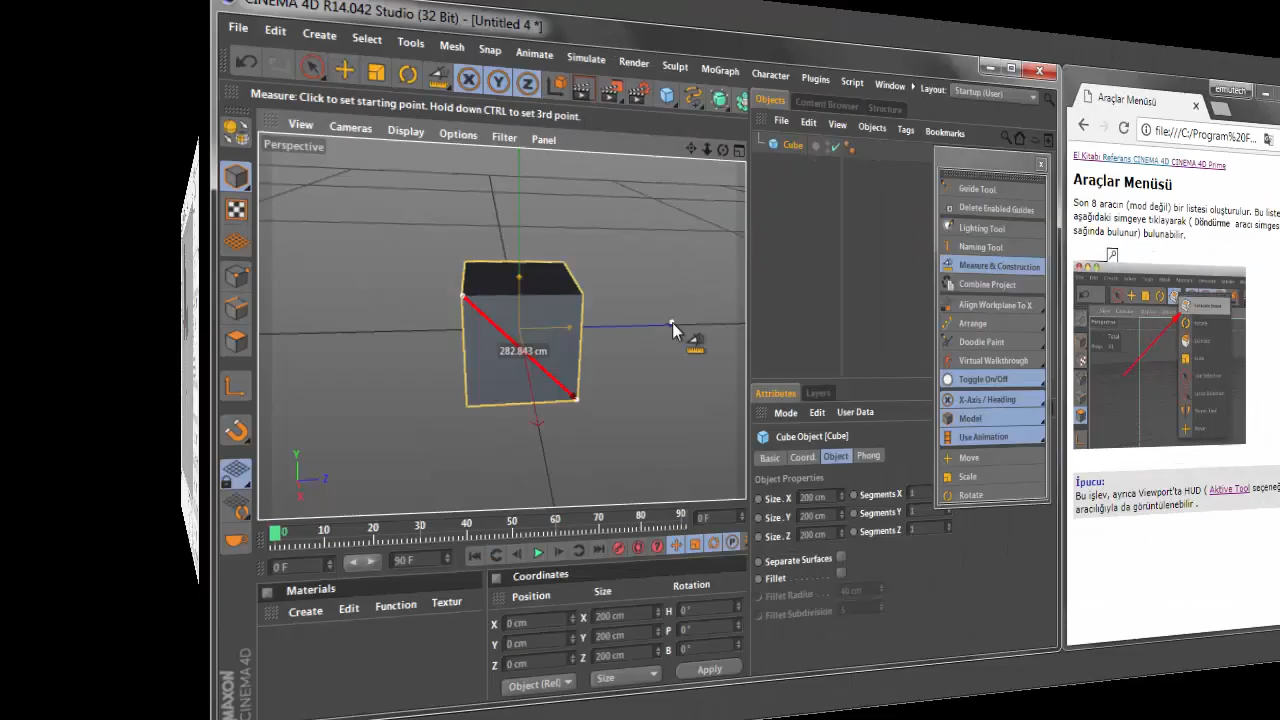 CINEMA 4D R14.042 Studio (32 Bit) - [Untitled 4 *]
File Edit Create Select Tools Mesh Snap Animate Simulate Render Sculpt MoGraph Character Plugins Script Window Layout: Startup (User)
X Y Z
Measure: Click to set starting point. Hold down CTRL to set 3rd point.
View Cameras Display Options Filter Panel
Perspective
282.843 cm
Y
Z
X
0 10 20 30 40 50 60 70 80 90 0 F
0 F 90 F
Materials
Create Edit Function Textur
Coordinates
Position Size Rotation
X 0 cm X 200 cm H 0°
Y 0 cm Y 200 cm P 0°
Z 0 cm Z 200 cm B 0°
Object (Rel) Size Apply
MAXON
CINEMA 4D
Objects Content Browser Structure
File Edit View Objects Tags Bookmarks
Cube
Attributes Layers
Mode Edit User Data
Cube Object [Cube]
Basic Coord. Object Phong
Object Properties
Size . X 200 cm Segments X 1
Size . Y 200 cm Segments Y 1
Size . Z 200 cm Segments Z 1
Separate Surfaces
Fillet . . . . . . . .
Fillet Radius . . . 40 cm
Fillet Subdivision 5
Guide Tool
Delete Enabled Guides
Lighting Tool
Naming Tool
Measure & Construction
Combine Project
Align Workplane To X
Arrange
Doodle Paint
Virtual Walkthrough
Toggle On/Off
X-Axis / Heading
Model
Use Animation
Move
Scale
Rotate
ermutech
Araçlar Menüsü
file:///C:/Program%20F...
El Kitabı Referans CINEMA 4D CINEMA 4D Prime
Araçlar Menüsü
Son 8 aracın (mod değil) bir listesi oluşturulur. Bu liste
aşağıdaki simgeye tıklayarak ( Döndürme aracı simges
sağında bulunur) bulunabilir.
İpucu:
Bu işlev, ayrıca Viewport'ta HUD ( Aktive Tool seçeneğ
aracılığıyla da görüntülenebilir .